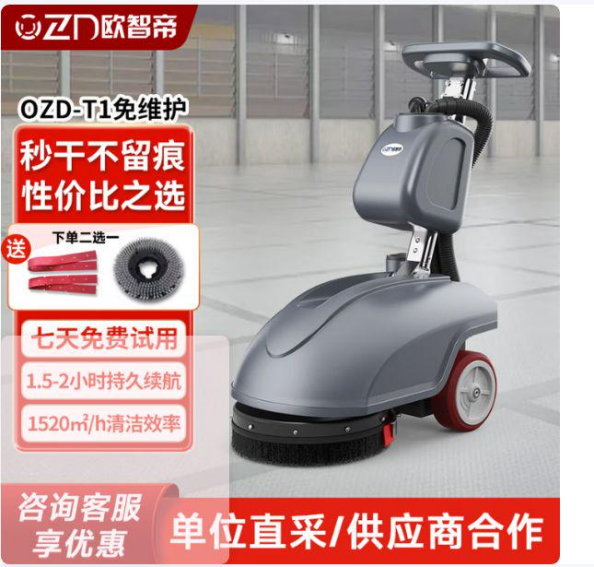 OZD欧智帝
OZD-T1免维护
秒干不留痕
性价比之选
送
下单二选一
七天免费试用
1.5-2小时持久续航
1520㎡/h清洁效率
咨询客服
享优惠
单位直采/供应商合作